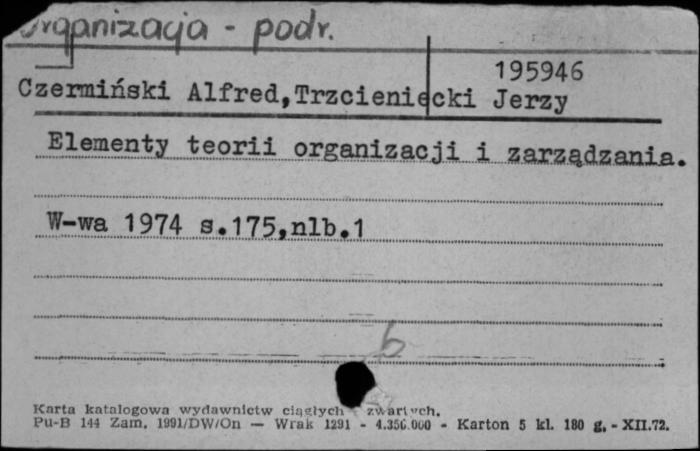 Organizacja - podr.
195946
Czermiński Alfred,Trzcieniecki Jerzy
Elementy teorii organizacji i zarządzania.
W-wa 1974 s.175,nlb.1
b
Karta katalogowa wydawnictw ciągłych i zwartych.
Pu-B 144 Zam. 1991/DW/On — Wrak 1291 - 4.356.000 - Karton 5 kl. 180 g. - XII.72.